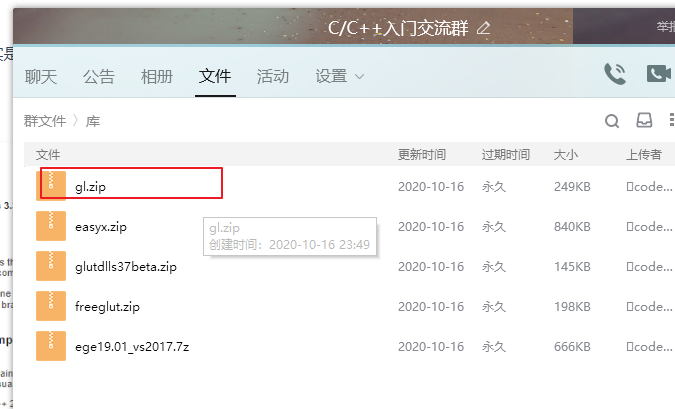 C/C++入门交流群
举报
聊天 公告 相册 文件 活动 设置
群文件 〉库
文件 更新时间 过期时间 大小 上传者
gl.zip 2020-10-16 永久 249KB code...
easyx.zip 2020-10-16 永久 840KB code...
gl.zip
创建时间：2020-10-16 23:49
glutdlls37beta.zip 2020-10-16 永久 145KB code...
freeglut.zip 2020-10-16 永久 198KB code...
ege19.01_vs2017.7z 2020-10-16 永久 666KB code...